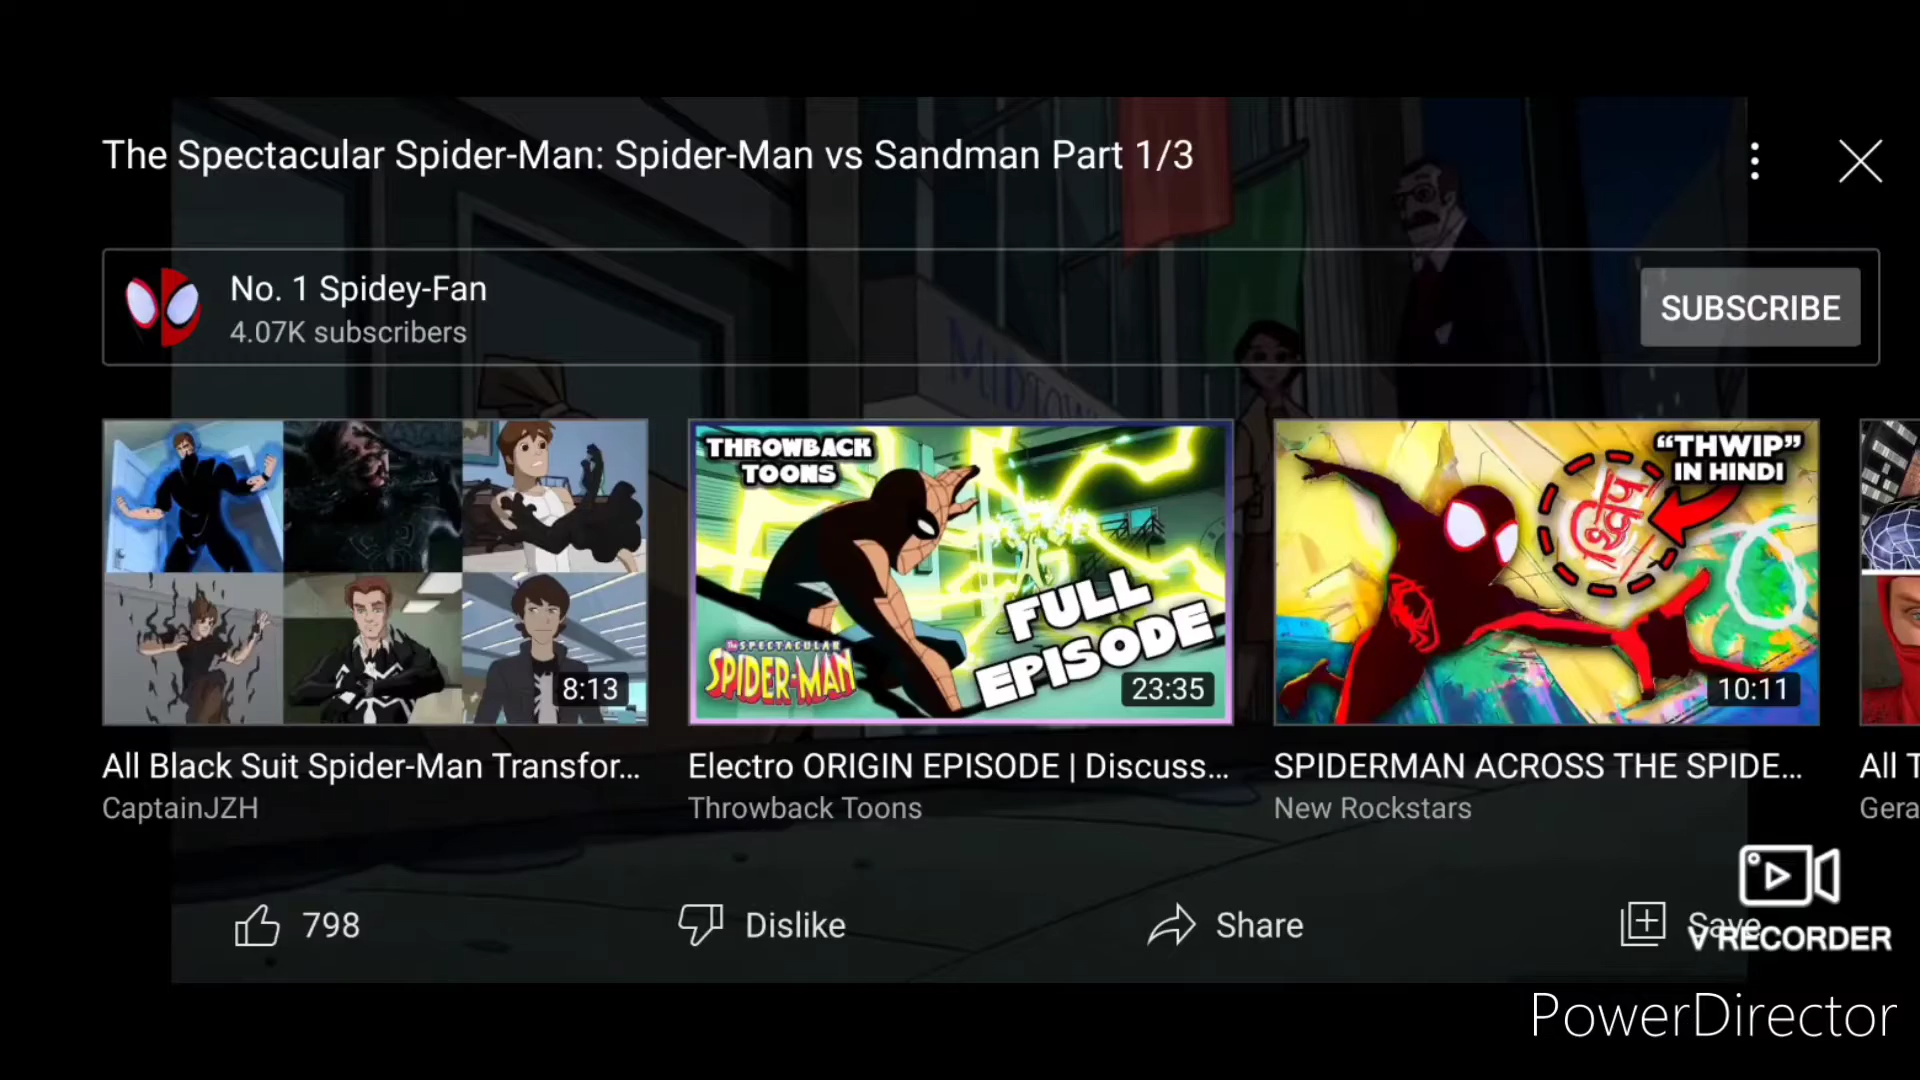 The Spectacular Spider-Man: Spider-Man vs Sandman Part 1/3
No. 1 Spidey-Fan
4.07K subscribers
SUBSCRIBE
MIDTOWN
THROWBACK
TOONS
FULL
EPISODE
The SPECTACULAR
SPIDER-MAN
"THWIP"
IN HINDI
8:13
23:35
10:11
All Black Suit Spider-Man Transfor...
CaptainJZH
Electro ORIGIN EPISODE | Discuss...
Throwback Toons
SPIDERMAN ACROSS THE SPIDE...
New Rockstars
All T
Gera
798
Dislike
Share
Save
V RECORDER
PowerDirector